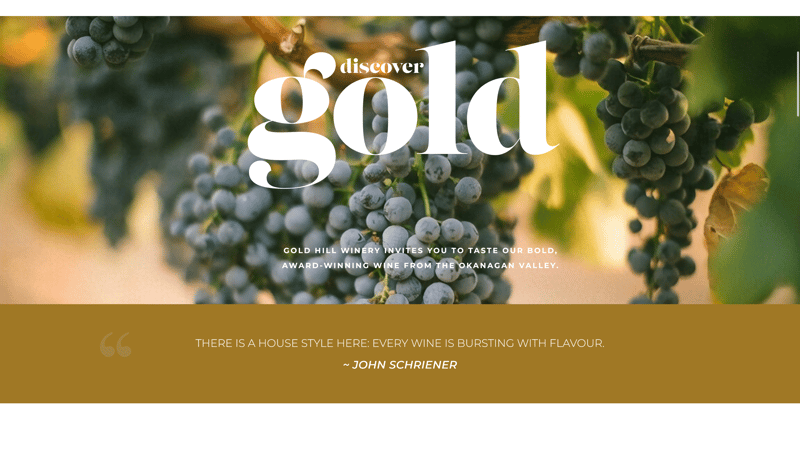 discover
gold
GOLD HILL WINERY INVITES YOU TO TASTE OUR BOLD,
AWARD-WINNING WINE FROM THE OKANAGAN VALLEY.
THERE IS A HOUSE STYLE HERE: EVERY WINE IS BURSTING WITH FLAVOUR.
~ JOHN SCHRIENER